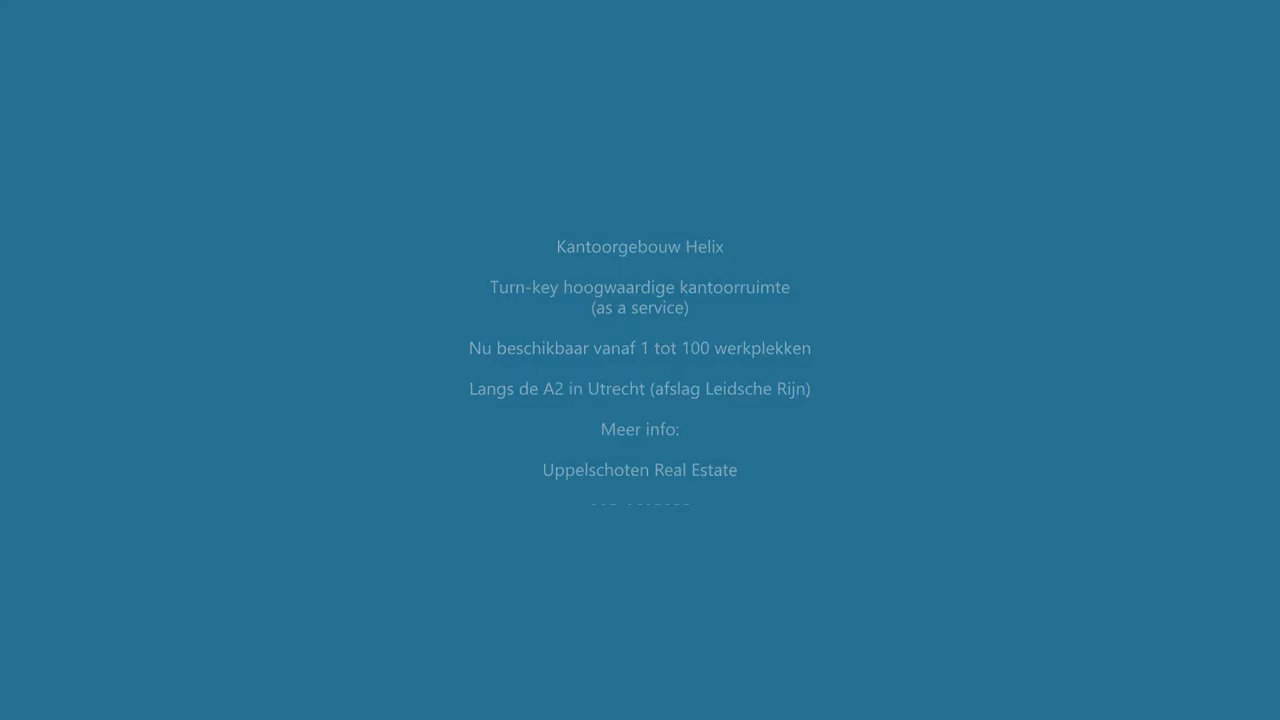 Kantoorgebouw Helix
Turn-key hoogwaardige kantoorruimte
(as a service)
Nu beschikbaar vanaf 1 tot 100 werkplekken
Langs de A2 in Utrecht (afslag Leidsche Rijn)
Meer info:
Uppelschoten Real Estate